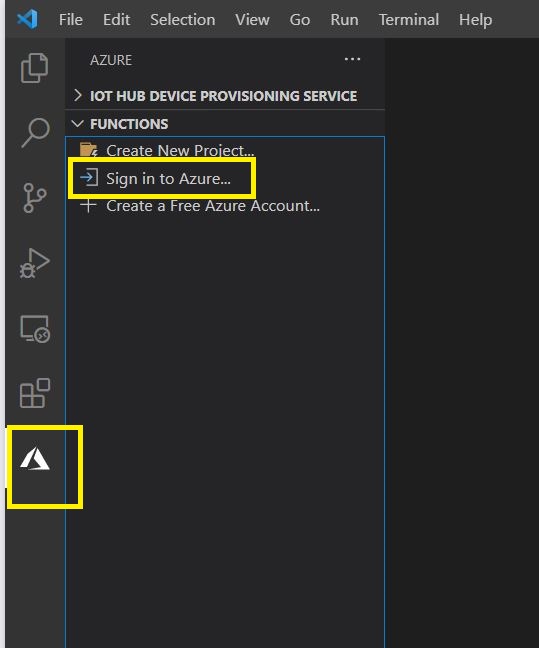 File Edit Selection View Go Run Terminal Help
AZURE ...
IOT HUB DEVICE PROVISIONING SERVICE
FUNCTIONS
Create New Project...
Sign in to Azure...
Create a Free Azure Account...